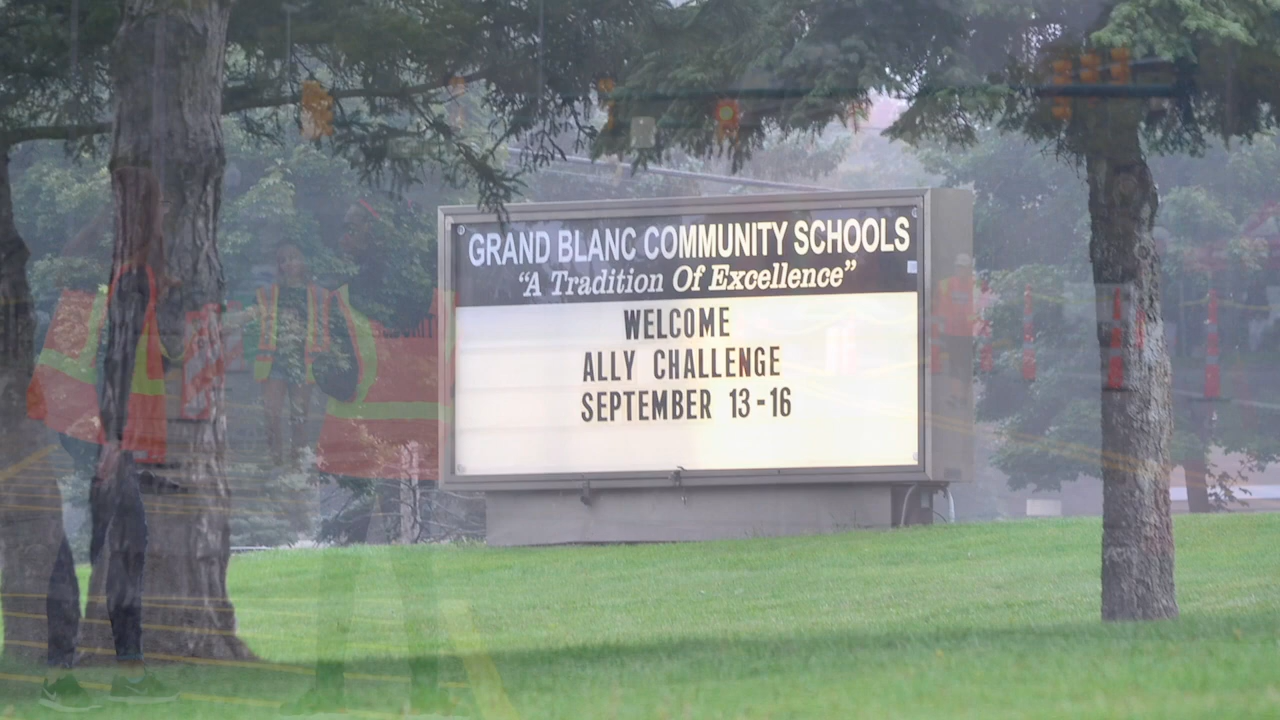 GRAND BLANC COMMUNITY SCHOOLS
“A Tradition Of Excellence”
WELCOME
ALLY CHALLENGE
SEPTEMBER 13-16